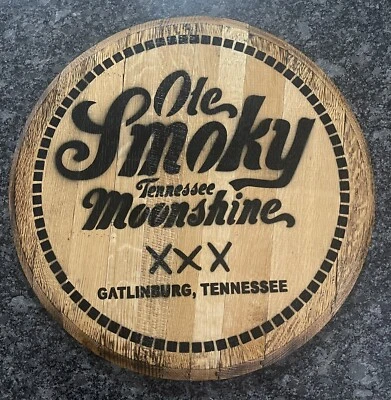 Ole
Smoky
Tennessee
Moonshine
XXX
GATLINBURG, TENNESSEE